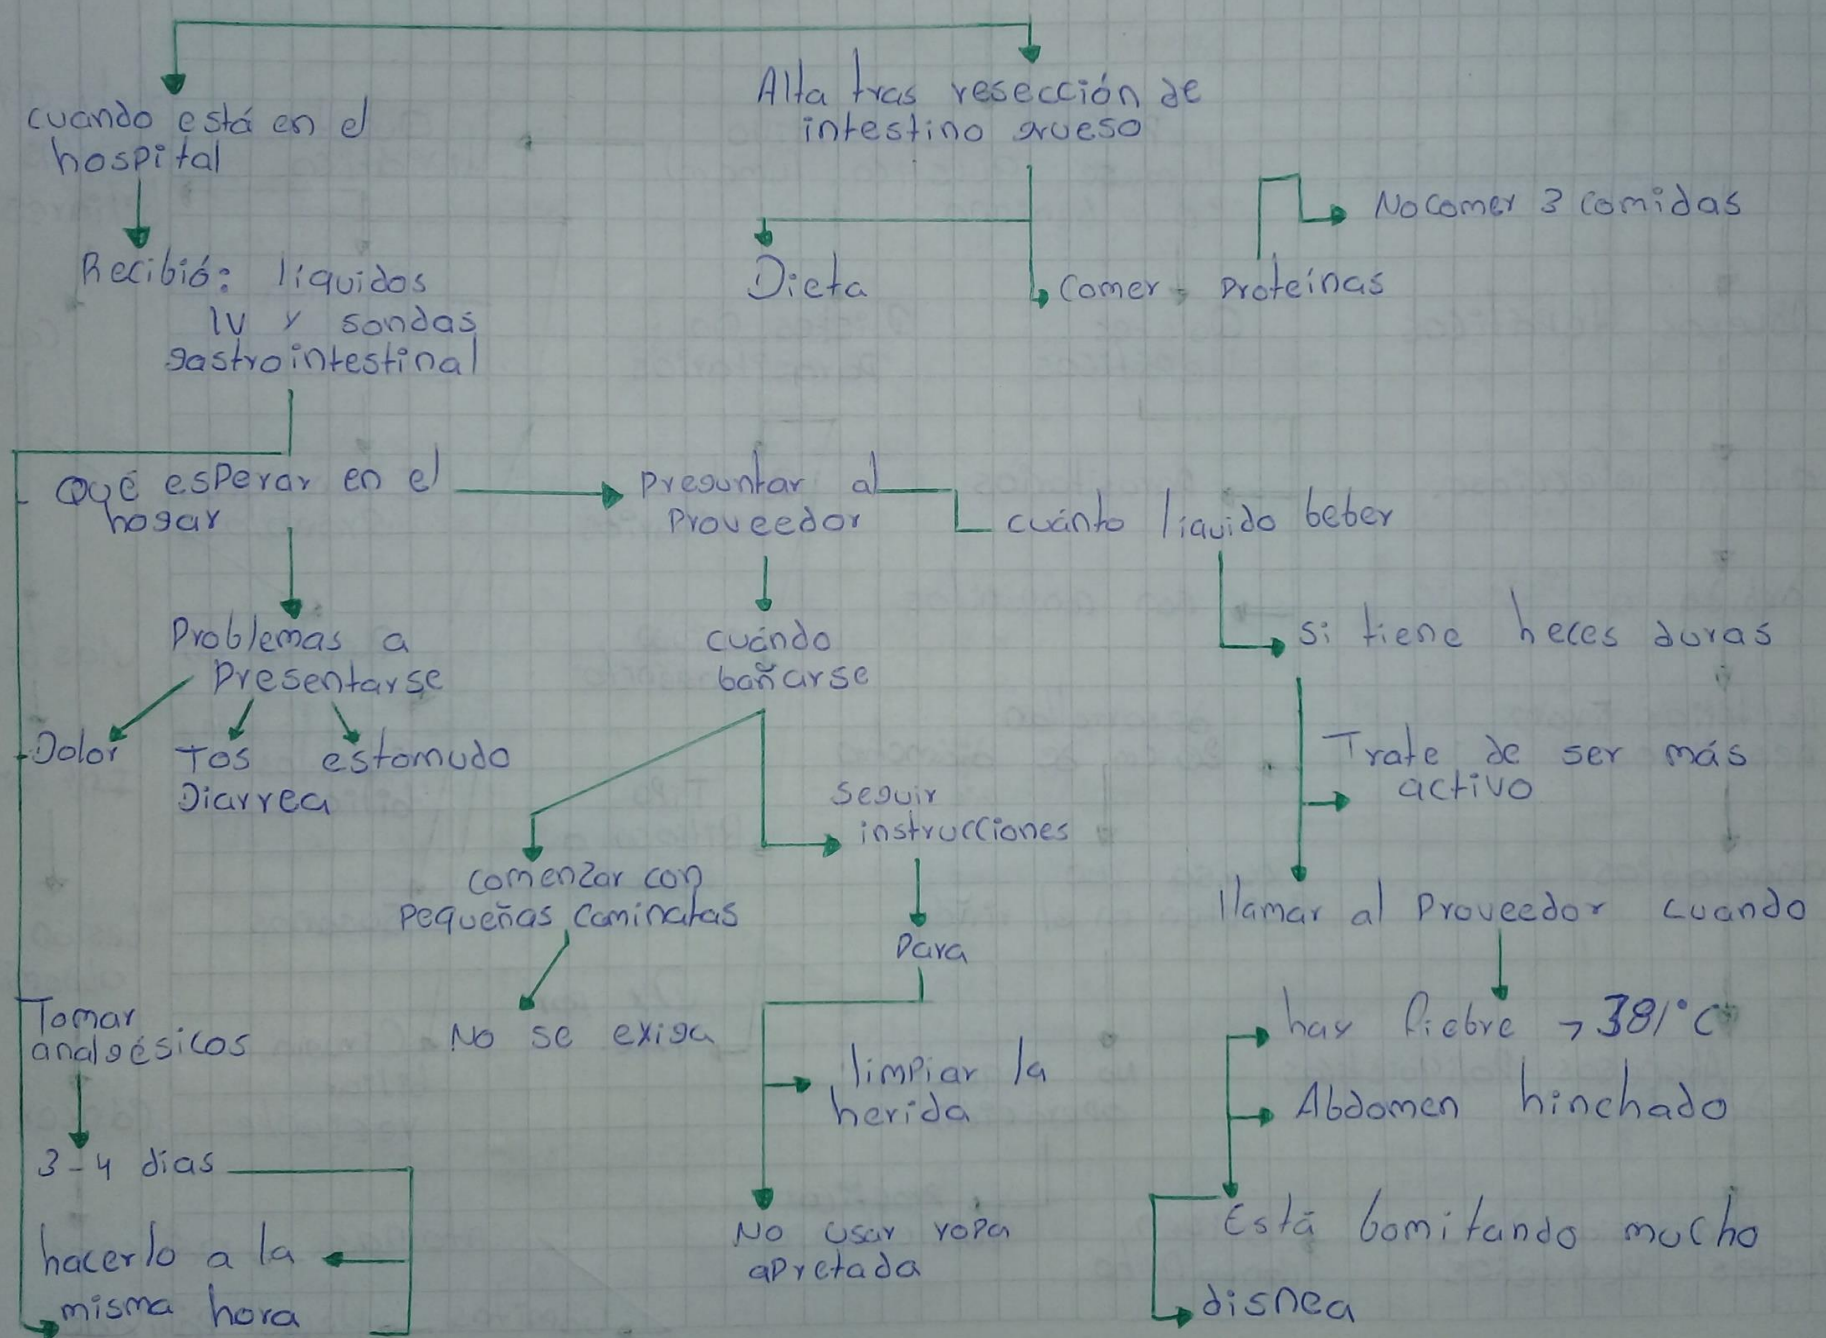 Alta tras resección de
intestino grueso
cuando está en el
hospital
Recibió: líquidos
IV y sondas
gastrointestinal
Dieta
Comer - Proteínas
No comer 3 comidas
Qué esperar en el
hogar
Preguntar al
Proveedor
cuánto líquido beber
Problemas a
Presentarse
Dolor
Tos
Diarrea
estornudo
cuándo
bañarse
si tiene heces duras
Trate de ser más
activo
seguir
instrucciones
comenzar con
pequeñas caminatas
No se exiga
Para
limpiar la
herida
No usar ropa
apretada
llamar al Proveedor cuando
hay fiebre > 381°C
Abdomen hinchado
Está bomitando mucho
disnea
Tomar
analgésicos
3-4 dias
hacerlo a la
misma hora